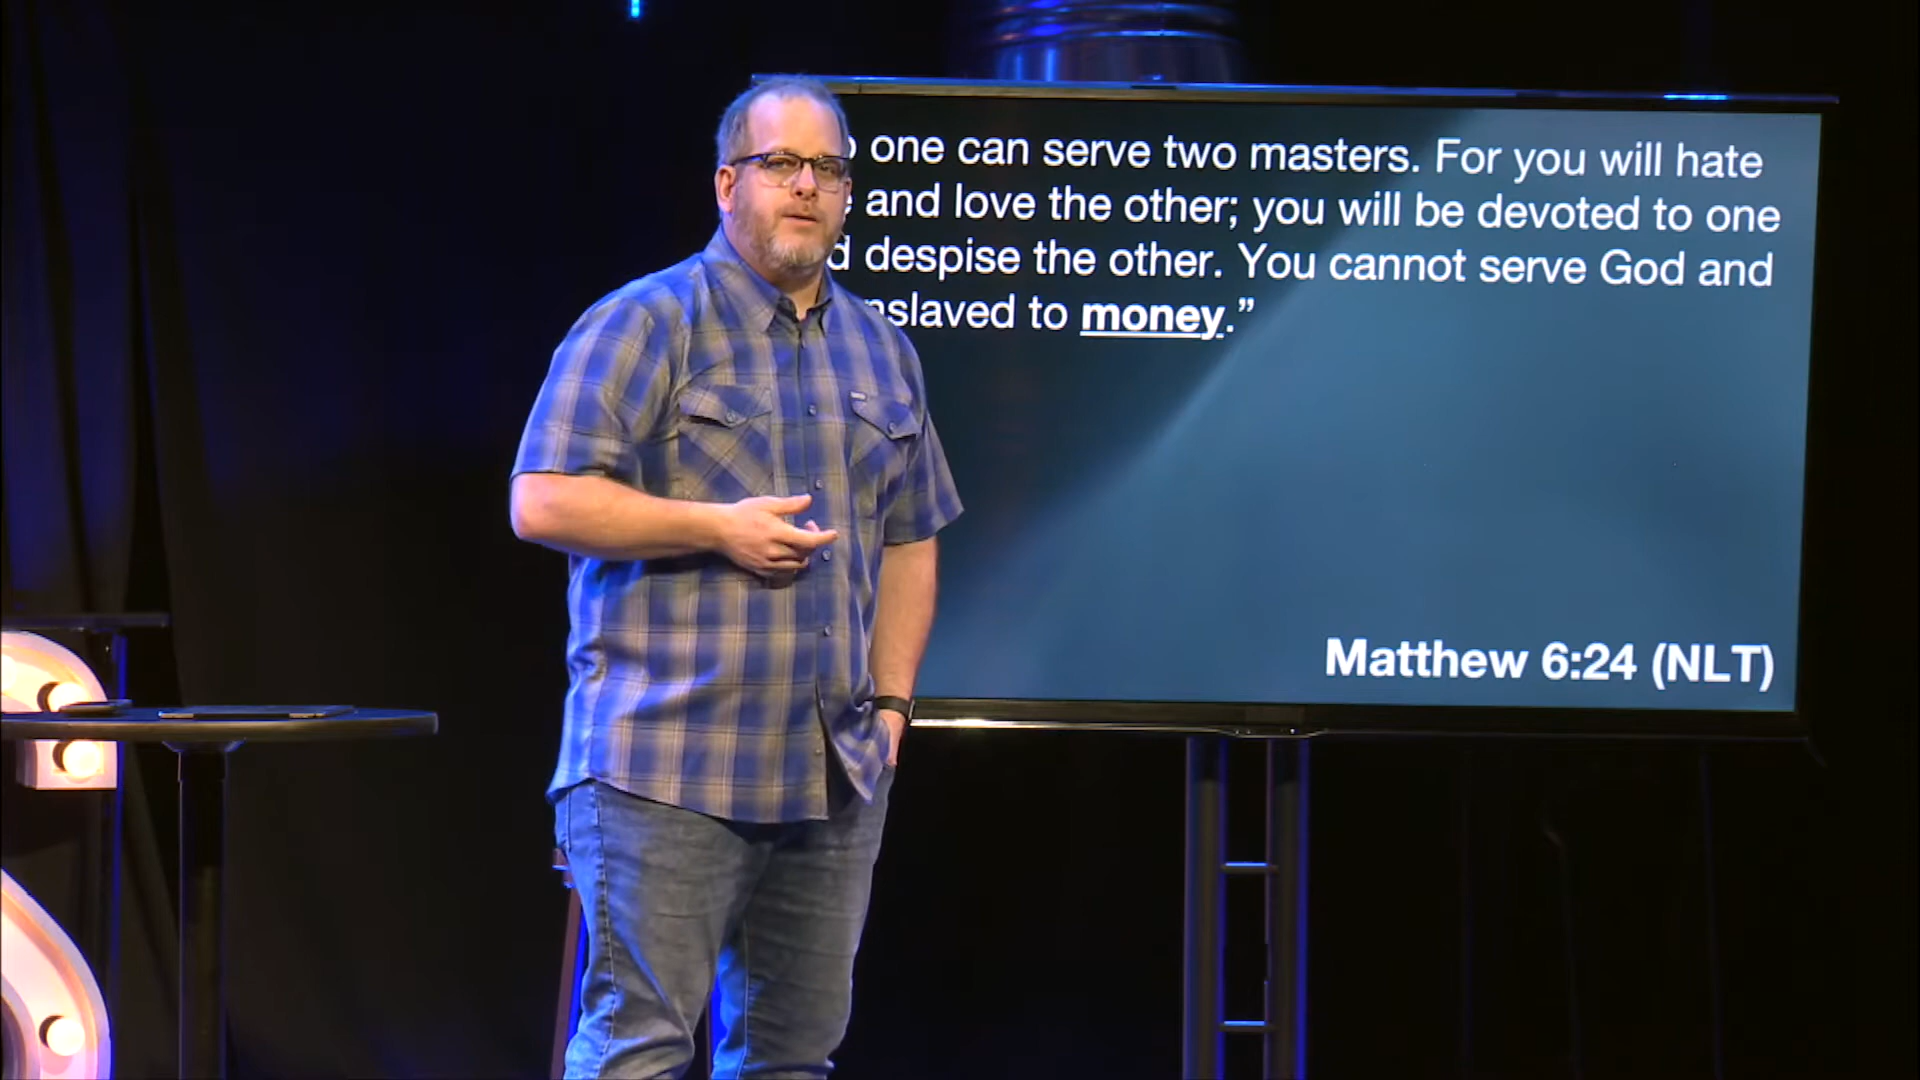 one can serve two masters. For you will hate
and love the other; you will be devoted to one
despise the other. You cannot serve God and
to money.”
Matthew 6:24 (NLT)